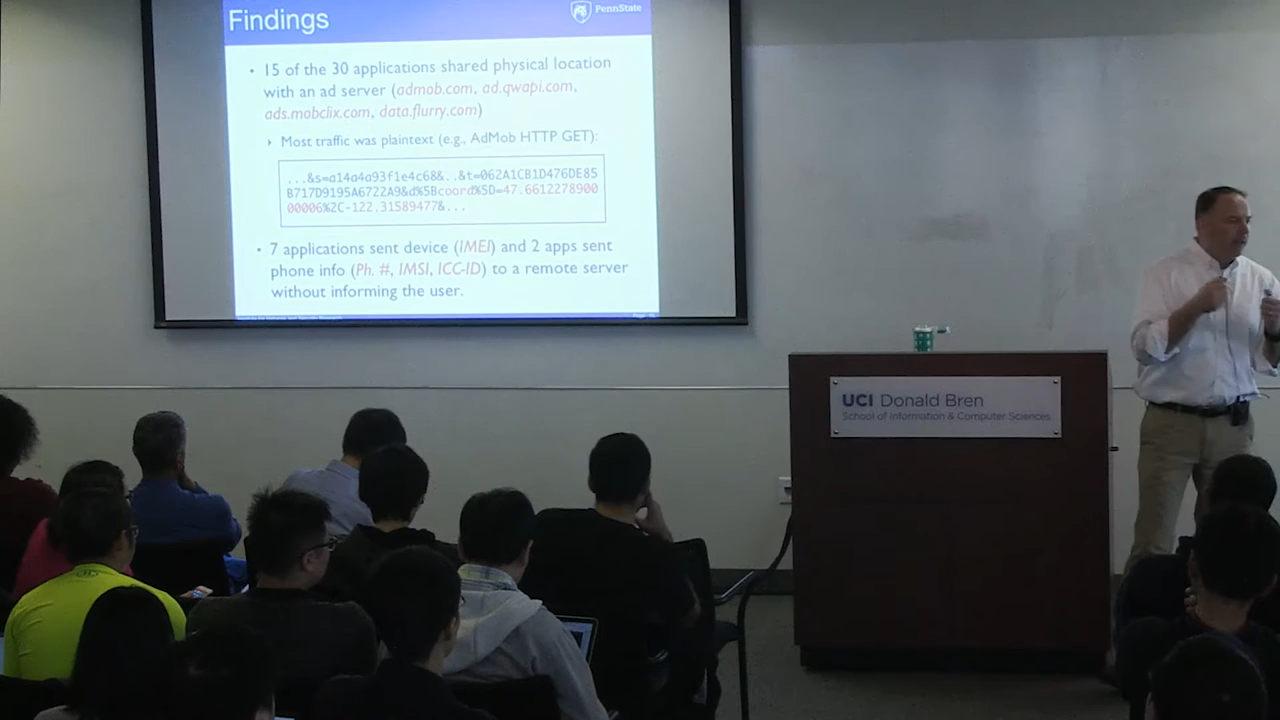 Findings
PennState
• 15 of the 30 applications shared physical location
with an ad server (admob.com, ad.qwapi.com,
ads.mobclix.com, data.flurry.com)
‣ Most traffic was plaintext (e.g., AdMob HTTP GET):
...&s=a14a4a93f1e4c68&..&t=062A1CB1D476DE85
B717D9195A6722A9&d%5Bcoord%5D=47.6612278900
00006%2C-122.31589477&...
• 7 applications sent device (IMEI) and 2 apps sent
phone info (Ph. #, IMSI, ICC-ID) to a remote server
without informing the user.
UCI Donald Bren
School of Information & Computer Sciences